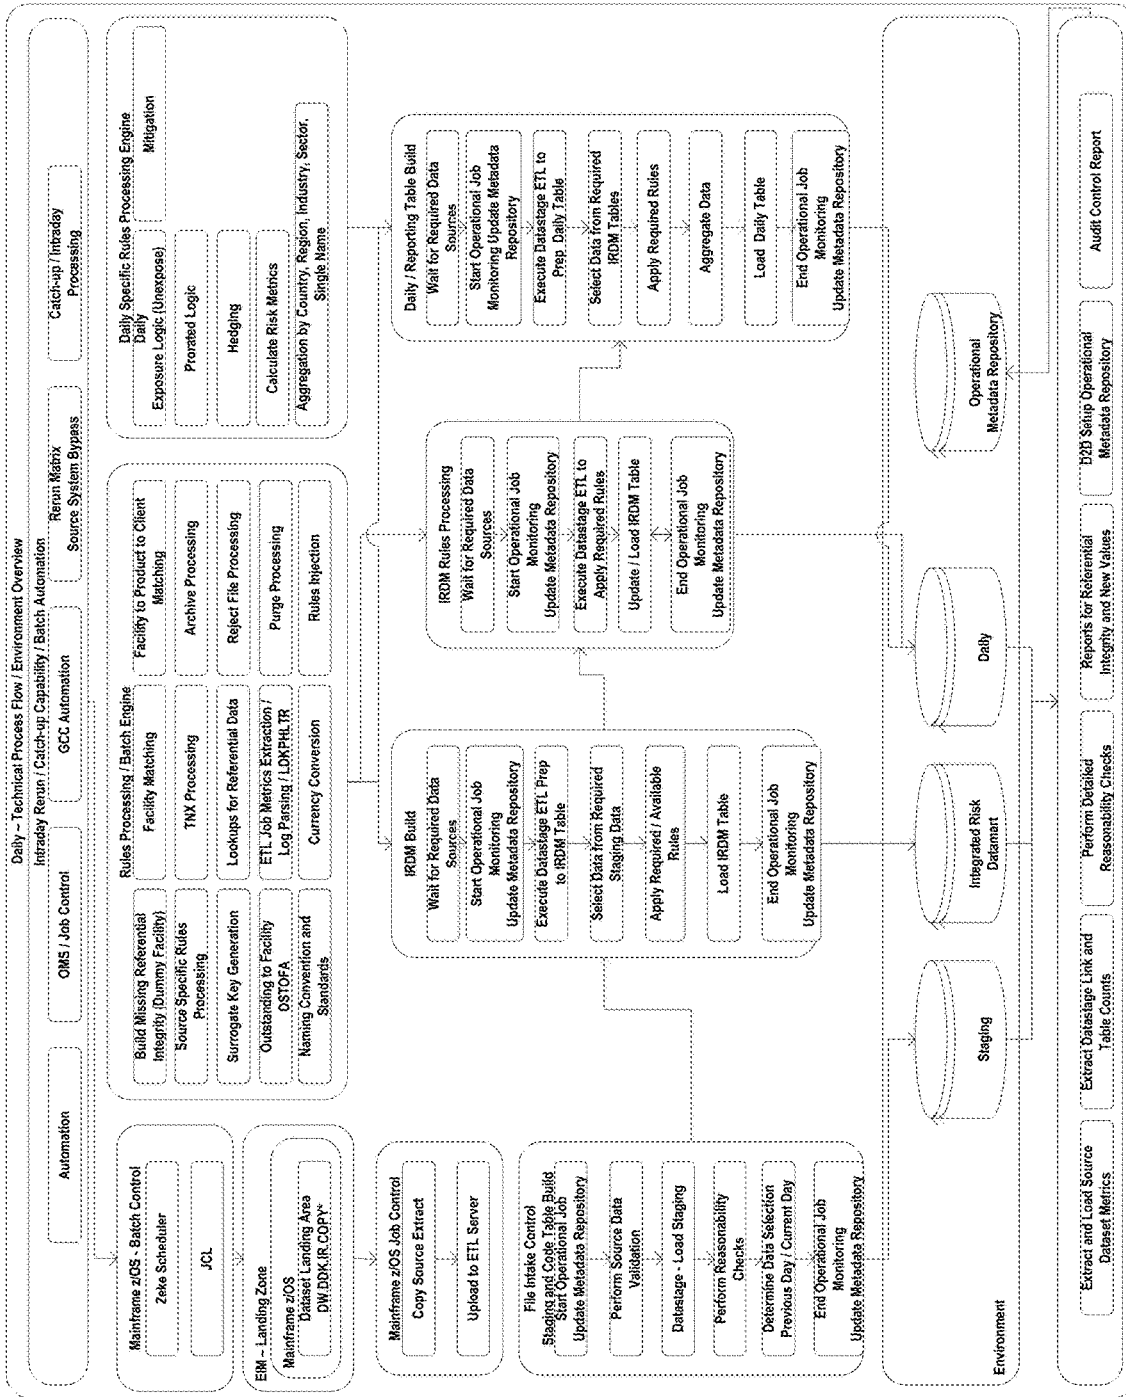 Daily – Technical Process Flow / Environment Overview
Intraday Rerun / Catch-up Capability / Batch Automation
Automation
OMS / Job Control
GCC Automation
Rerun Matrix
Source System Bypass
Catch-up / Intraday
Processing
Mainframe z/OS - Batch Control
Zeke Scheduler
JCL
EIM – Landing Zone
Mainframe z/OS
Dataset Landing Area
DW.DDK.IR.COPY*
Mainframe z/OS Job Control
Copy Source Extract
Upload to ETL Server
Rules Processing / Batch Engine
Build Missing Referential
Integrity (Dummy Facility)
Facility Matching
Facility to Product to Client
Matching
Source Specific Rules
Processing
TNX Processing
Archive Processing
Surrogate Key Generation
Lookups for Referential Data
Reject File Processing
Outstanding to Facility
OSTOFA
ETL Job Metrics Extraction /
Log Parsing / LDKPHLTR
Purge Processing
Naming Convention and
Standards
Currency Conversion
Rules Injection
Daily Specific Rules Processing Engine
Daily
Exposure Logic (Unexpose)
Mitigation
Prorated Logic
Hedging
Calculate Risk Metrics
Aggregation by Country, Region, Industry, Sector,
Single Name
File Intake Control
Staging and Code Table Build
Start Operational Job
Update Metadata Repository
Perform Source Data
Validation
Datastage - Load Staging
Perform Reasonability
Checks
Determine Data Selection
Previous Day / Current Day
End Operational Job
Monitoring
Update Metadata Repository
IRDM Build
Wait for Required Data
Sources
Start Operational Job
Monitoring
Update Metadata Repository
Execute Datastage ETL Prep
to IRDM Table
Select Data from Required
Staging Data
Apply Required / Available
Rules
Load IRDM Table
End Operational Job
Monitoring
Update Metadata Repository
IRDM Rules Processing
Wait for Required Data
Sources
Start Operational Job
Monitoring
Update Metadata Repository
Execute Datastage ETL to
Apply Required Rules
Update / Load IRDM Table
End Operational Job
Monitoring
Update Metadata Repository
Daily / Reporting Table Build
Wait for Required Data
Sources
Start Operational Job
Monitoring Update Metadata
Repository
Execute Datastage ETL to
Prep Daily Table
Select Data from Required
IRDM Tables
Apply Required Rules
Aggregate Data
Load Daily Table
End Operational Job
Monitoring
Update Metadata Repository
Environment
Staging
Integrated Risk
Datamart
Daily
Operational
Metadata Repository
Extract and Load Source
Dataset Metrics
Extract Datastage Link and
Table Counts
Perform Detailed
Reasonability Checks
Reports for Referential
Integrity and New Values
D2D Setup Operational
Metadata Repository
Audit Control Report